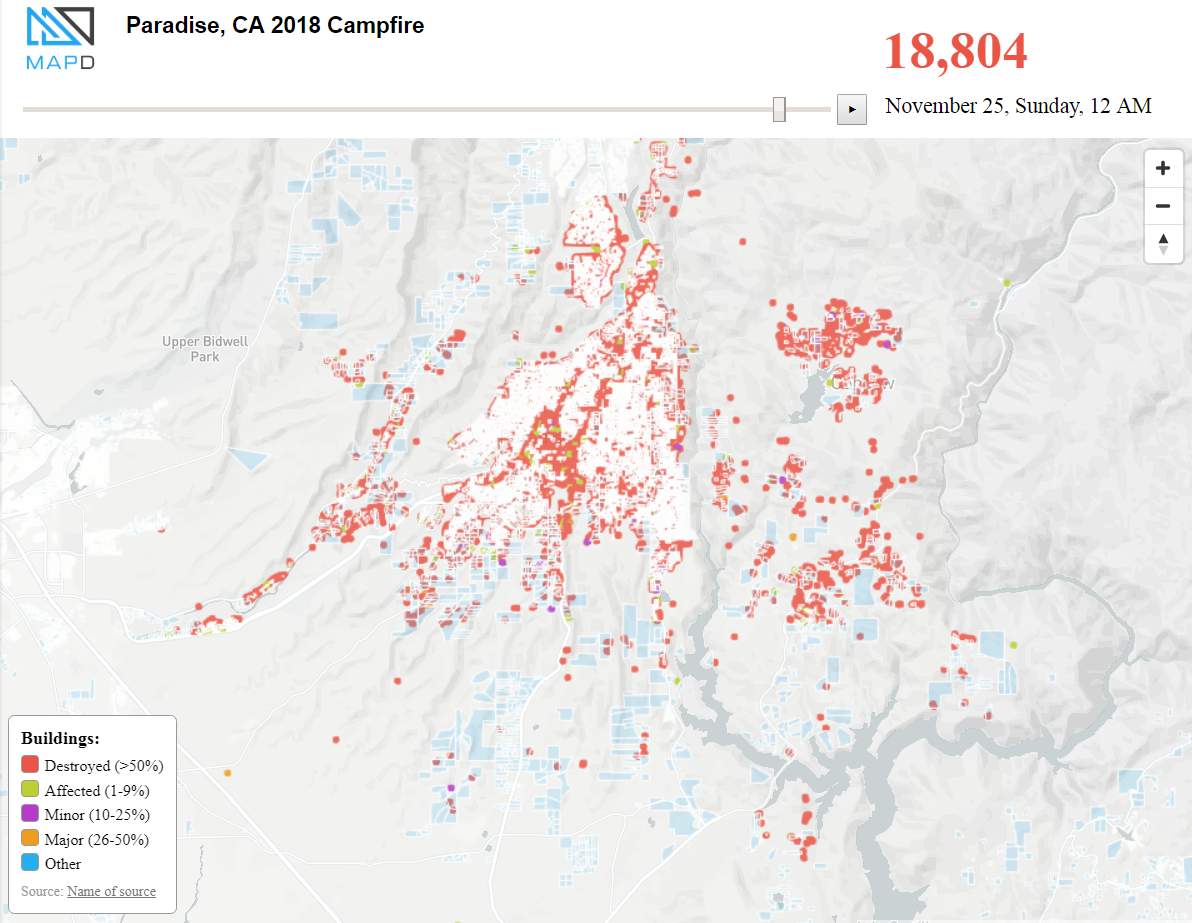 Paradise, CA 2018 Campfire
18,804
MAPD
November 25, Sunday, 12 AM
Upper Bidwell
Park
Buildings:
Destroyed (>50%)
Affected (1-9%)
Minor (10-25%)
Major (26-50%)
Other
Source: Name of source